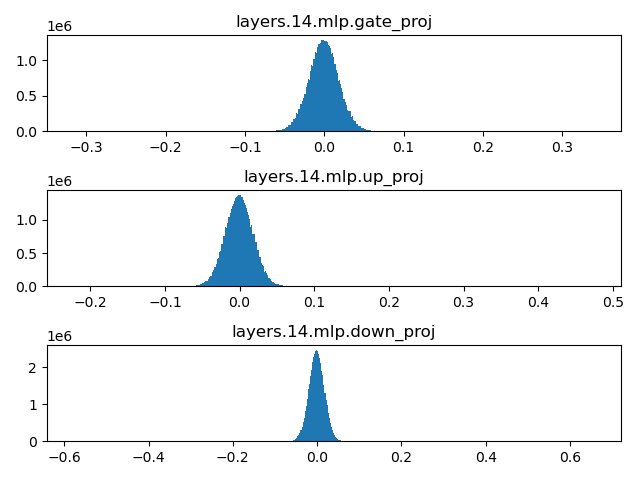 layers.14.mlp.gate_proj
1e6
1.0
0.5
0.0
−0.3 −0.2 −0.1 0.0 0.1 0.2 0.3
layers.14.mlp.up_proj
1e6
1.0
0.5
0.0
−0.2 −0.1 0.0 0.1 0.2 0.3 0.4 0.5
layers.14.mlp.down_proj
1e6
2
1
0
−0.6 −0.4 −0.2 0.0 0.2 0.4 0.6